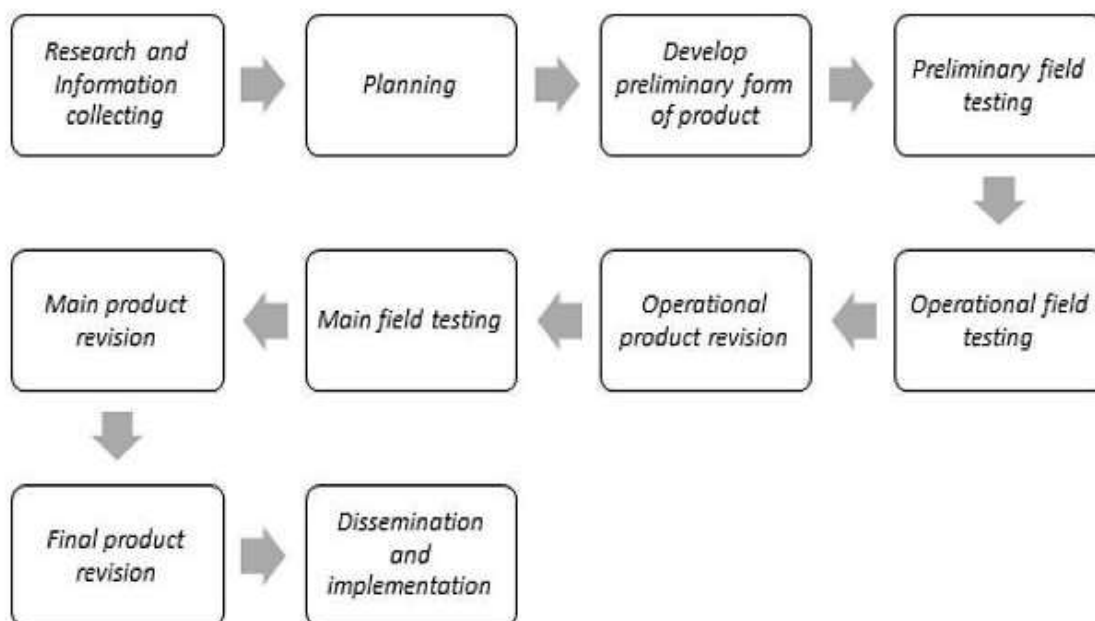 Research and
Information
collecting
Planning
Develop
preliminary form
of product
Preliminary field
testing
Operational field
testing
Operational
product revision
Main field testing
Main product
revision
Final product
revision
Dissemination
and
implementation